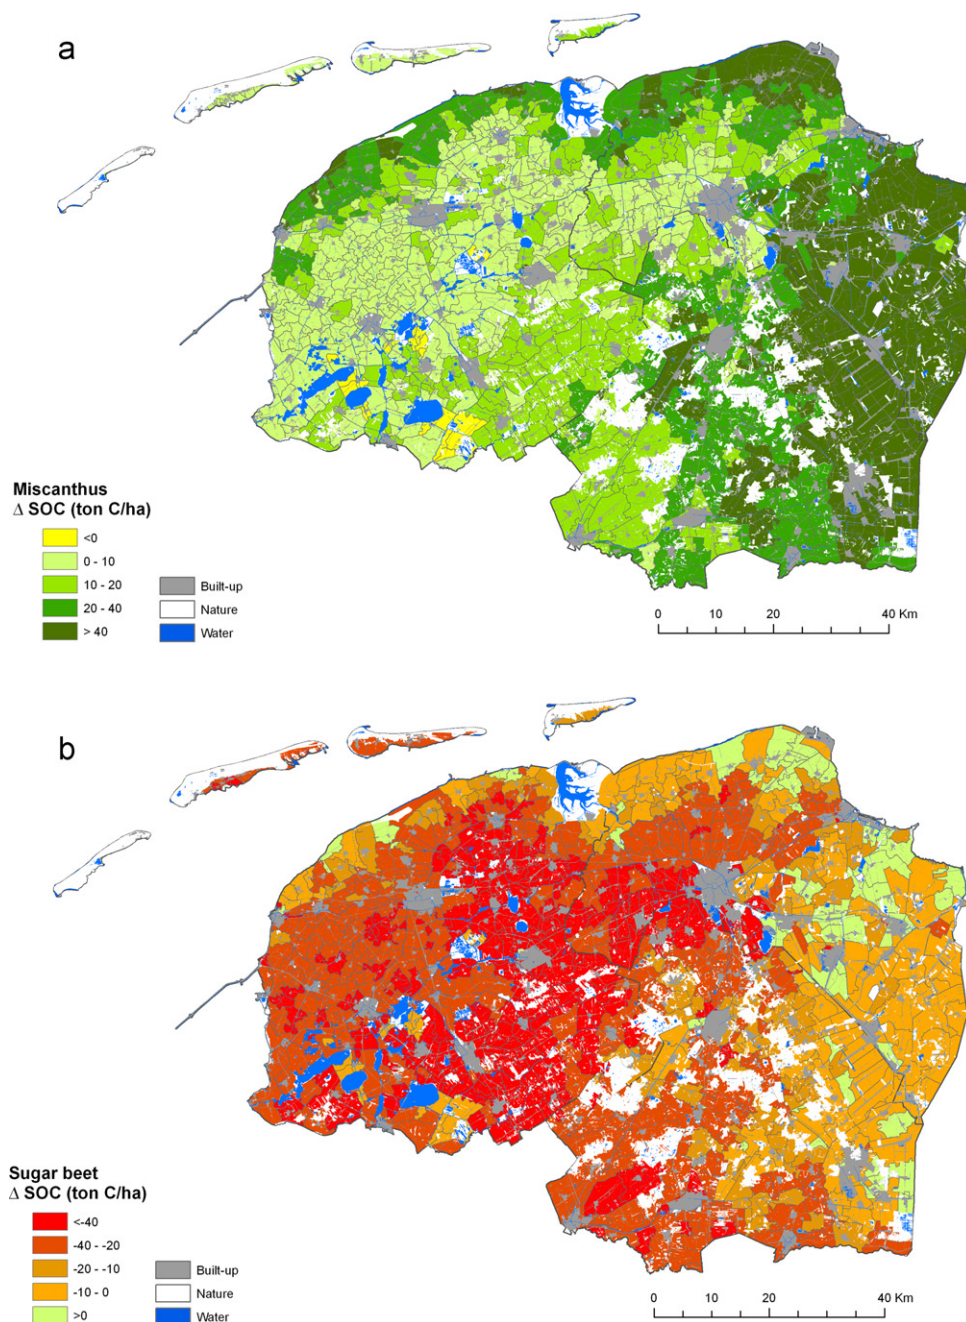 a
Miscanthus
Δ SOC (ton C/ha)
<0
0 - 10
10 - 20
20 - 40
> 40
Built-up
Nature
Water
0 10 20 40 Km
b
Sugar beet
Δ SOC (ton C/ha)
<-40
-40 - -20
-20 - -10
-10 - 0
>0
Built-up
Nature
Water
0 10 20 40 Km